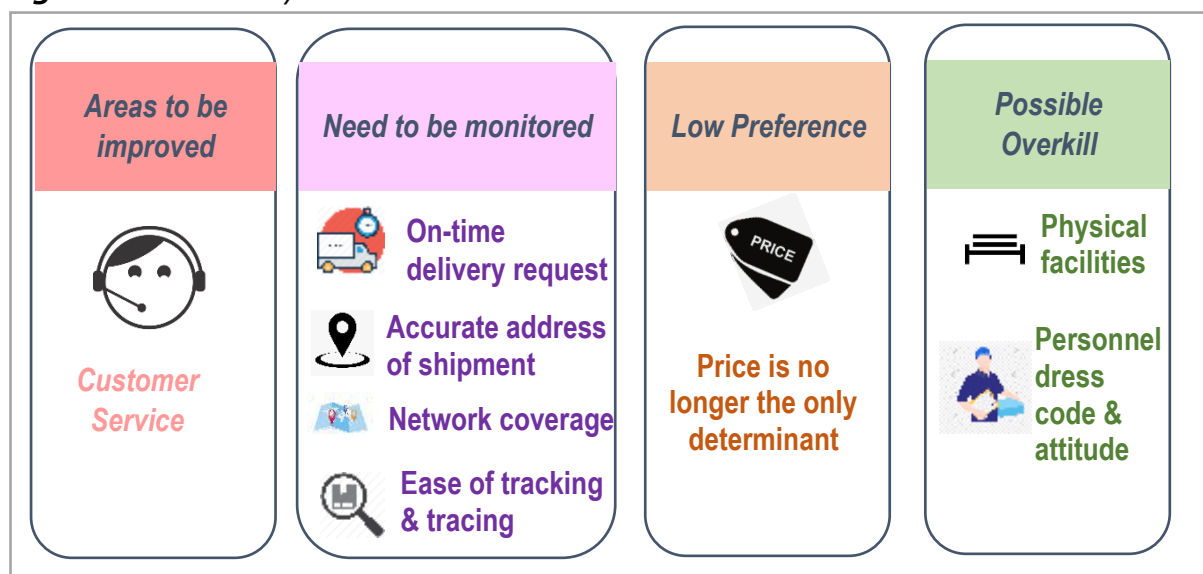 Areas to be
improved
Customer
Service
Need to be monitored
On-time
delivery request
Accurate address
of shipment
Network coverage
Ease of tracking
& tracing
Low Preference
PRICE
Price is no
longer the only
determinant
Possible
Overkill
Physical
facilities
Personnel
dress
code &
attitude